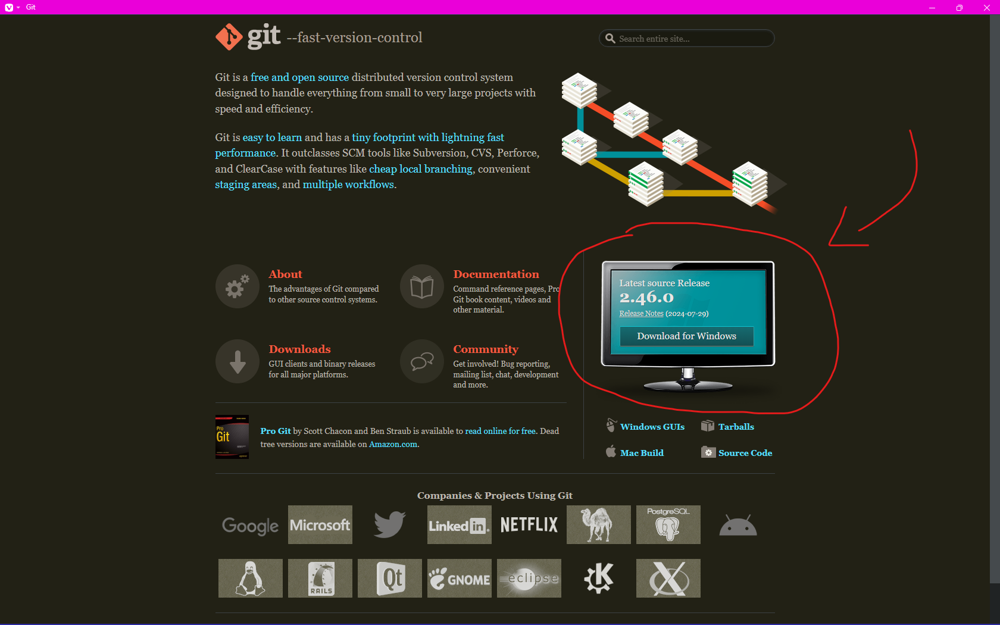 Git
git --fast-version-control
Search entire site...
Git is a free and open source distributed version control system
designed to handle everything from small to very large projects with
speed and efficiency.
Git is easy to learn and has a tiny footprint with lightning fast
performance. It outclasses SCM tools like Subversion, CVS, Perforce,
and ClearCase with features like cheap local branching, convenient
staging areas, and multiple workflows.
About
The advantages of Git compared
to other source control systems.
Documentation
Command reference pages, Pro
Git book content, videos and
other material.
Downloads
GUI clients and binary releases
for all major platforms.
Community
Get involved! Bug reporting,
mailing list, chat, development
and more.
Latest source Release
2.46.0
Release Notes (2024-07-29)
Download for Windows
Windows GUIs
Tarballs
Mac Build
Source Code
Pro
Git
Pro Git by Scott Chacon and Ben Straub is available to read online for free. Dead
tree versions are available on Amazon.com.
Companies & Projects Using Git
Google
Microsoft
Linked in
NETFLIX
PostgreSQL
RAILS
Qt
GNOME
eclipse
K
X